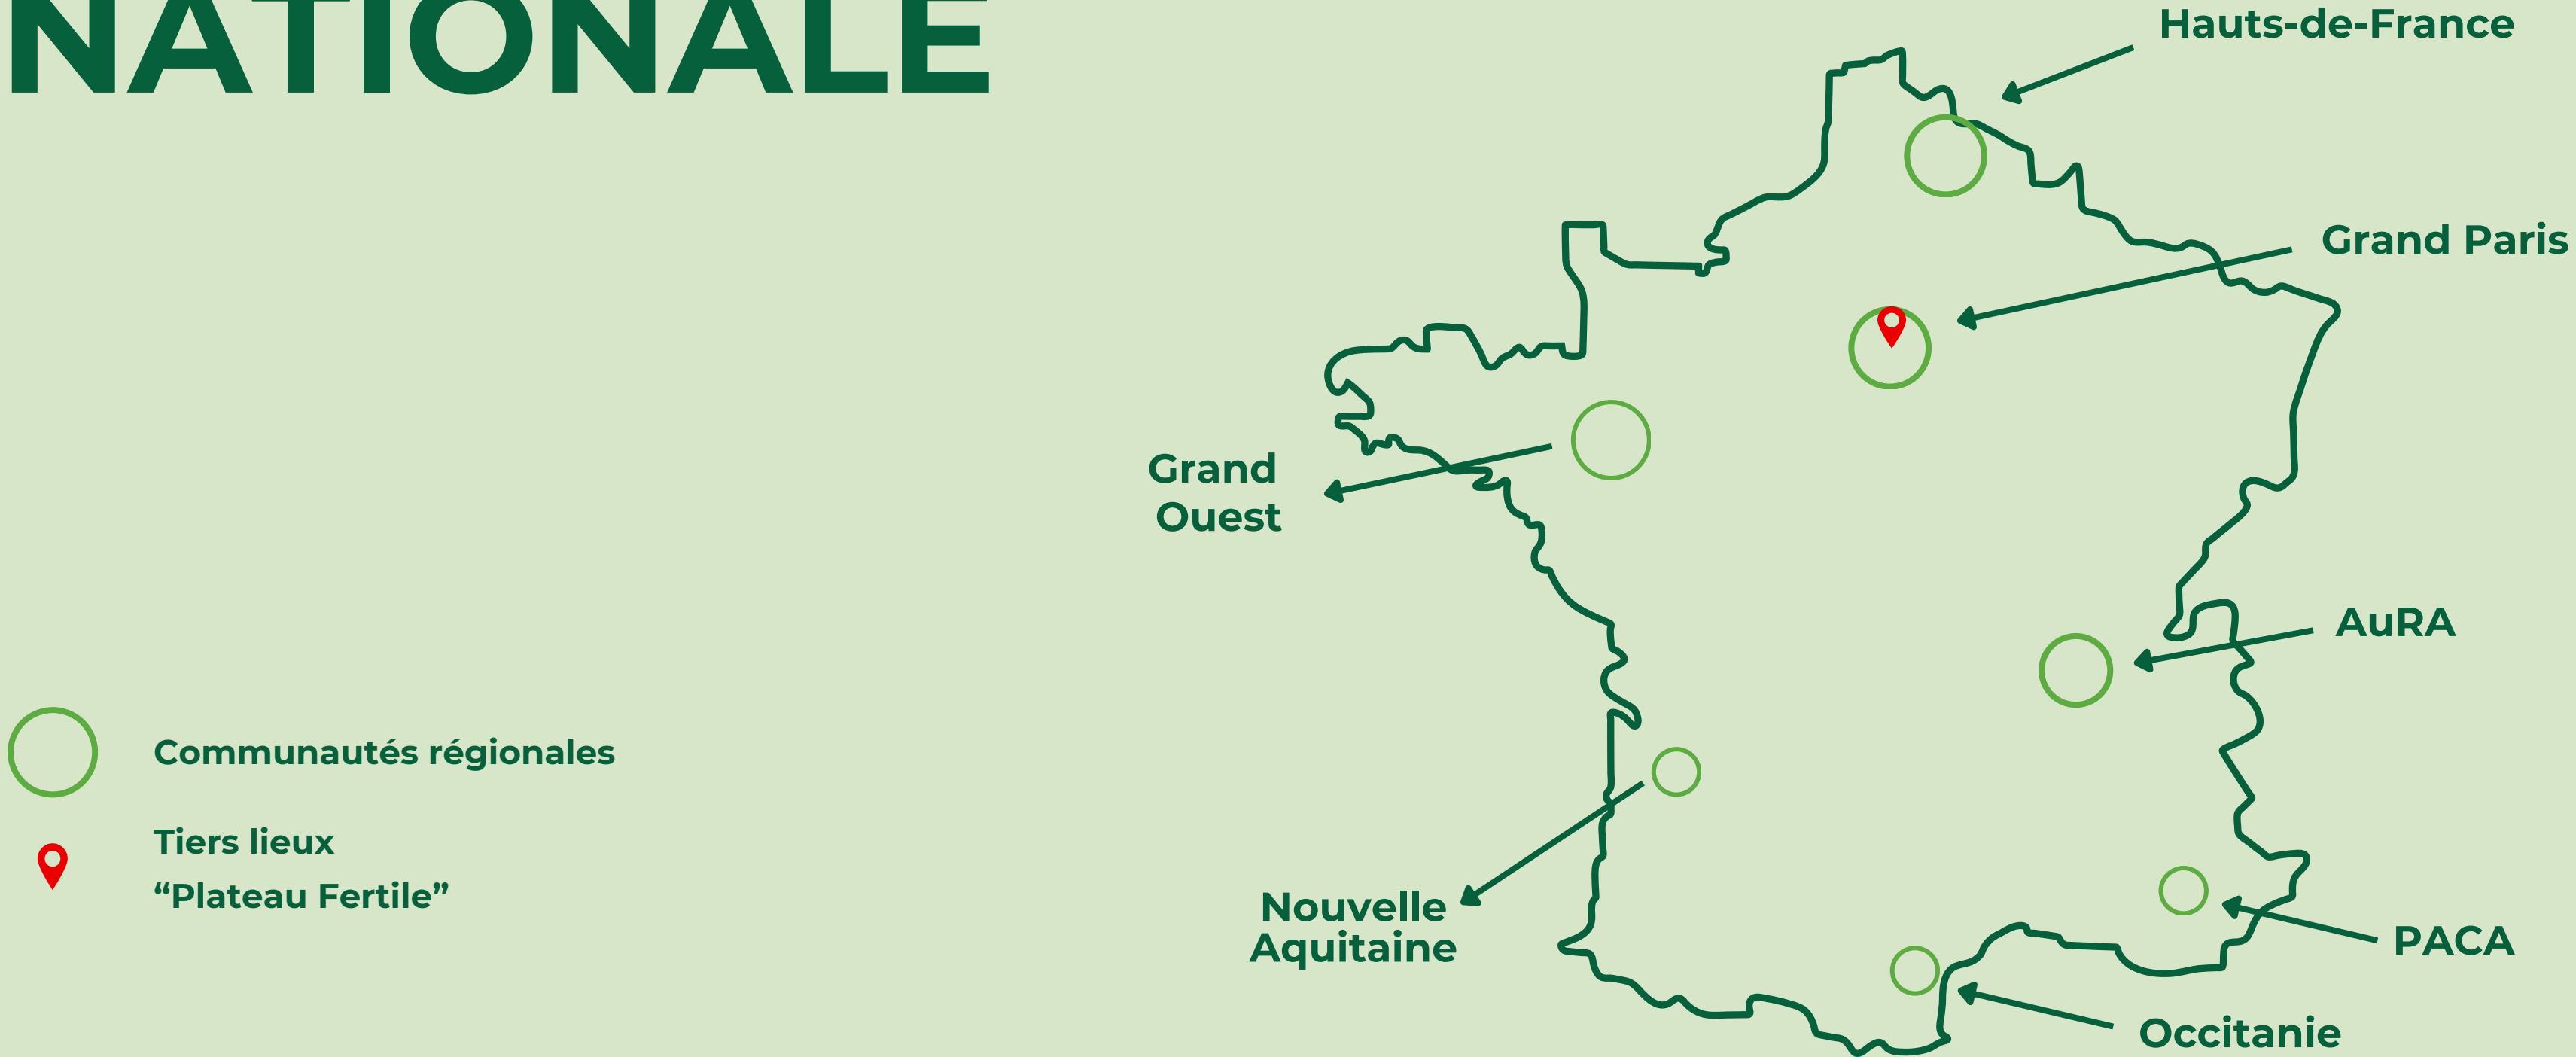 NATIONALE
Hauts-de-France
Grand Paris
Grand
Ouest
AuRA
Communautés régionales
Tiers lieux
“Plateau Fertile”
Nouvelle
Aquitaine
PACA
Occitanie